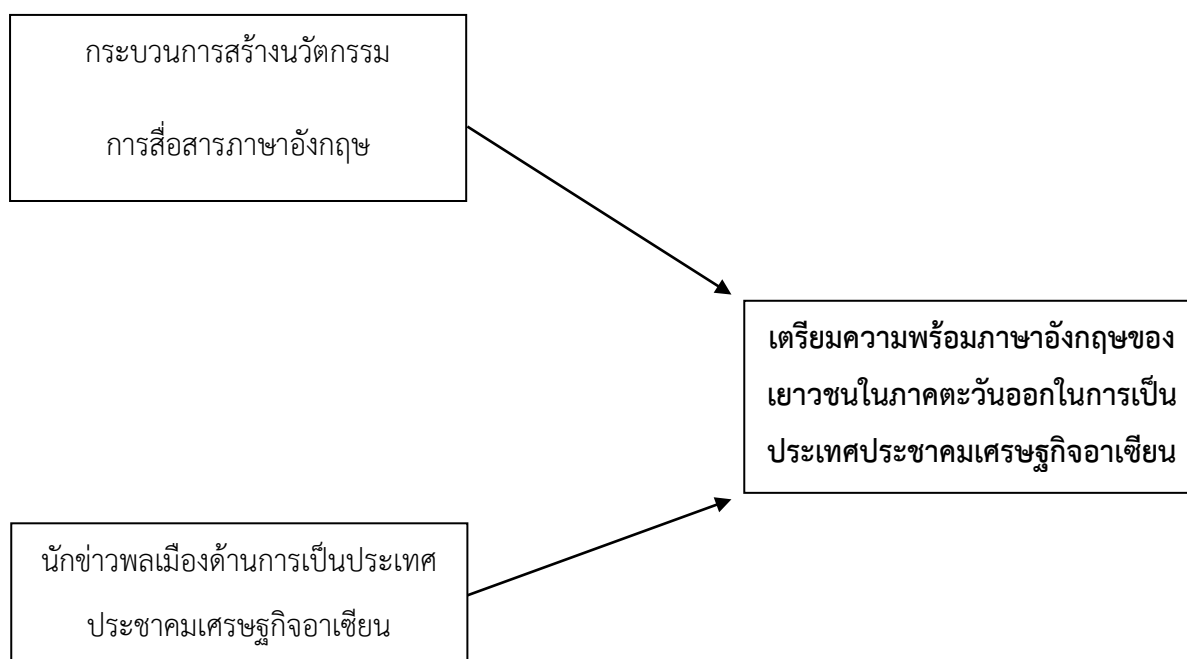 กระบวนการสร้างนวัตกรรม
การสื่อสารภาษาอังกฤษ
เตรียมความพร้อมภาษาอังกฤษของ
เยาวชนในภาคตะวันออกในการเป็น
ประเทศประชาคมเศรษฐกิจอาเซียน
นักข่าวพลเมืองด้านการเป็นประเทศ
ประชาคมเศรษฐกิจอาเซียน